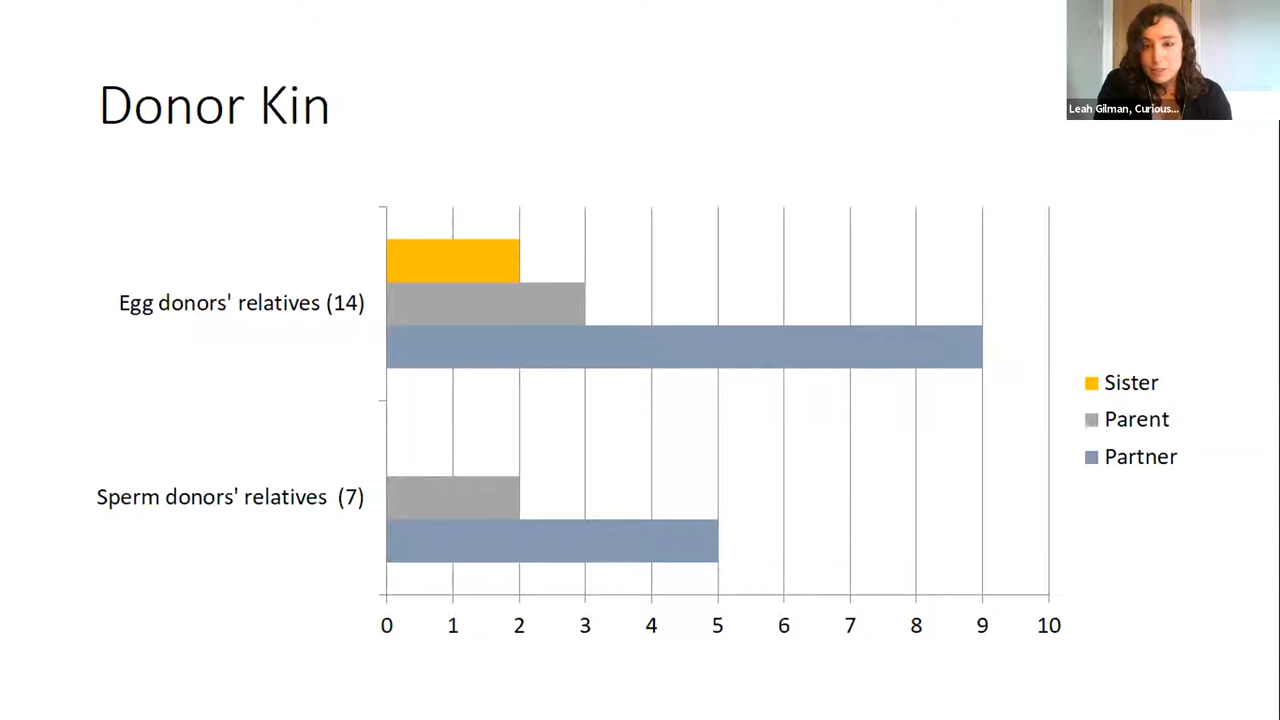 Donor Kin
Leah Gilman, Curious...
Egg donors' relatives (14)
Sperm donors' relatives (7)
Sister
Parent
Partner
0 1 2 3 4 5 6 7 8 9 10